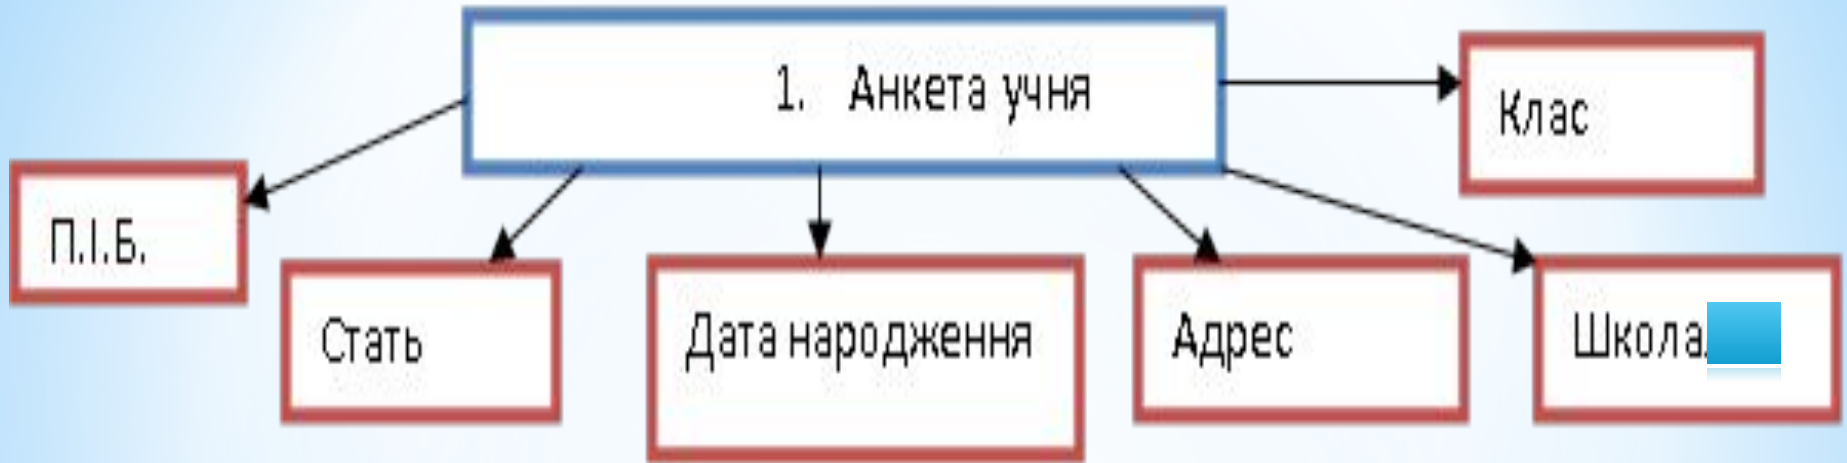 1. Анкета учня
Клас
П.І.Б.
Стать
Дата народження
Адрес
Школа